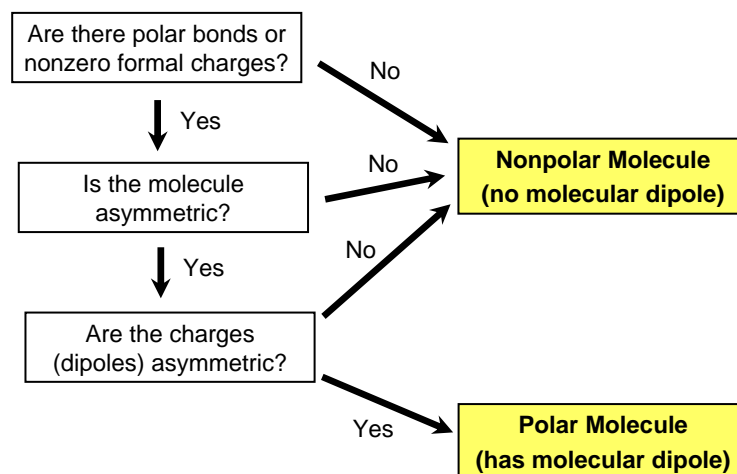 Are there polar bonds or
nonzero formal charges?
No
Yes
Nonpolar Molecule
(no molecular dipole)
No
Is the molecule
asymmetric?
Yes
No
Are the charges
(dipoles) asymmetric?
Yes
Polar Molecule
(has molecular dipole)